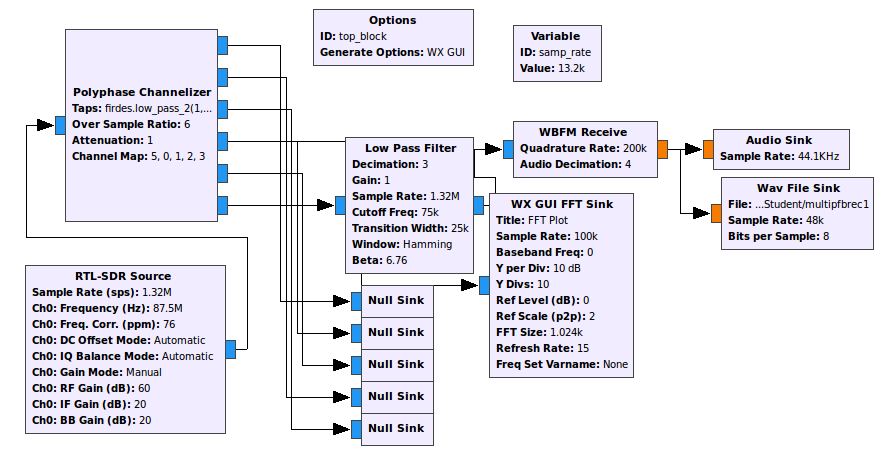 Options
ID: top_block
Generate Options: WX GUI
Variable
ID: samp_rate
Value: 13.2k
Polyphase Channelizer
Taps: firdes.low_pass_2(1,...
Over Sample Ratio: 6
Attenuation: 1
Channel Map: 5, 0, 1, 2, 3
Low Pass Filter
Decimation: 3
Gain: 1
Sample Rate: 1.32M
Cutoff Freq: 75k
Transition Width: 25k
Window: Hamming
Beta: 6.76
WBFM Receive
Quadrature Rate: 200k
Audio Decimation: 4
Audio Sink
Sample Rate: 44.1KHz
Wav File Sink
File: ...Student/multipfbrec1
Sample Rate: 48k
Bits per Sample: 8
WX GUI FFT Sink
Title: FFT Plot
Sample Rate: 100k
Baseband Freq: 0
Y per Div: 10 dB
Y Divs: 10
Ref Level (dB): 0
Ref Scale (p2p): 2
FFT Size: 1.024k
Refresh Rate: 15
Freq Set Varname: None
RTL-SDR Source
Sample Rate (sps): 1.32M
Ch0: Frequency (Hz): 87.5M
Ch0: Freq. Corr. (ppm): 76
Ch0: DC Offset Mode: Automatic
Ch0: IQ Balance Mode: Automatic
Ch0: Gain Mode: Manual
Ch0: RF Gain (dB): 60
Ch0: IF Gain (dB): 20
Ch0: BB Gain (dB): 20
Null Sink
Null Sink
Null Sink
Null Sink
Null Sink